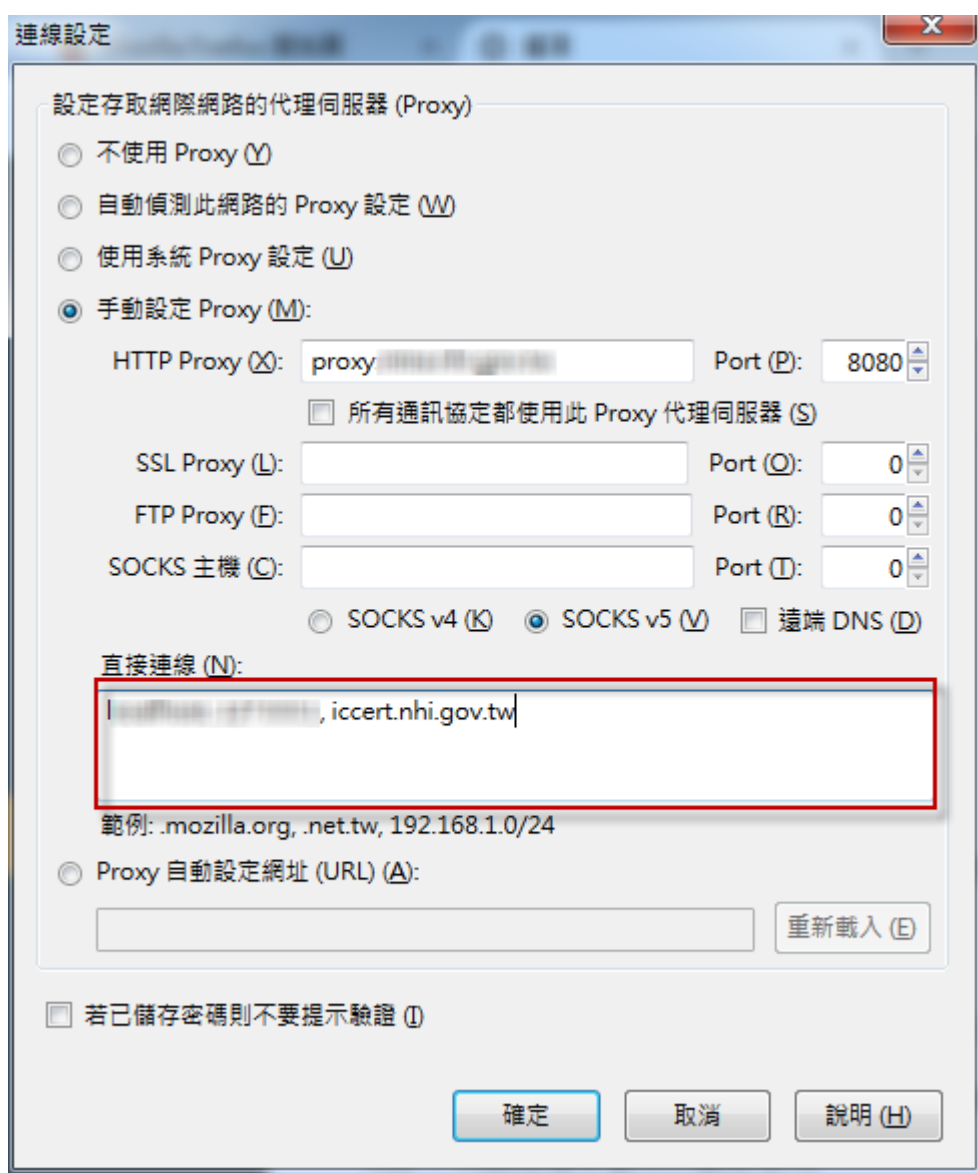 連線設定
設定存取網際網路的代理伺服器 (Proxy)
不使用 Proxy (Y)
自動偵測此網路的 Proxy 設定 (W)
使用系統 Proxy 設定 (U)
手動設定 Proxy (M):
HTTP Proxy (X): proxy Port (P): 8080
所有通訊協定都使用此 Proxy 代理伺服器 (S)
SSL Proxy (L): Port (O): 0
FTP Proxy (F): Port (R): 0
SOCKS 主機 (C): Port (T): 0
SOCKS v4 (K) SOCKS v5 (V) 遠端 DNS (D)
直接連線 (N):
, iccert.nhi.gov.tw
範例: .mozilla.org, .net.tw, 192.168.1.0/24
Proxy 自動設定網址 (URL) (A):
重新載入 (E)
若已儲存密碼則不要提示驗證 (I)
確定 取消 說明 (H)